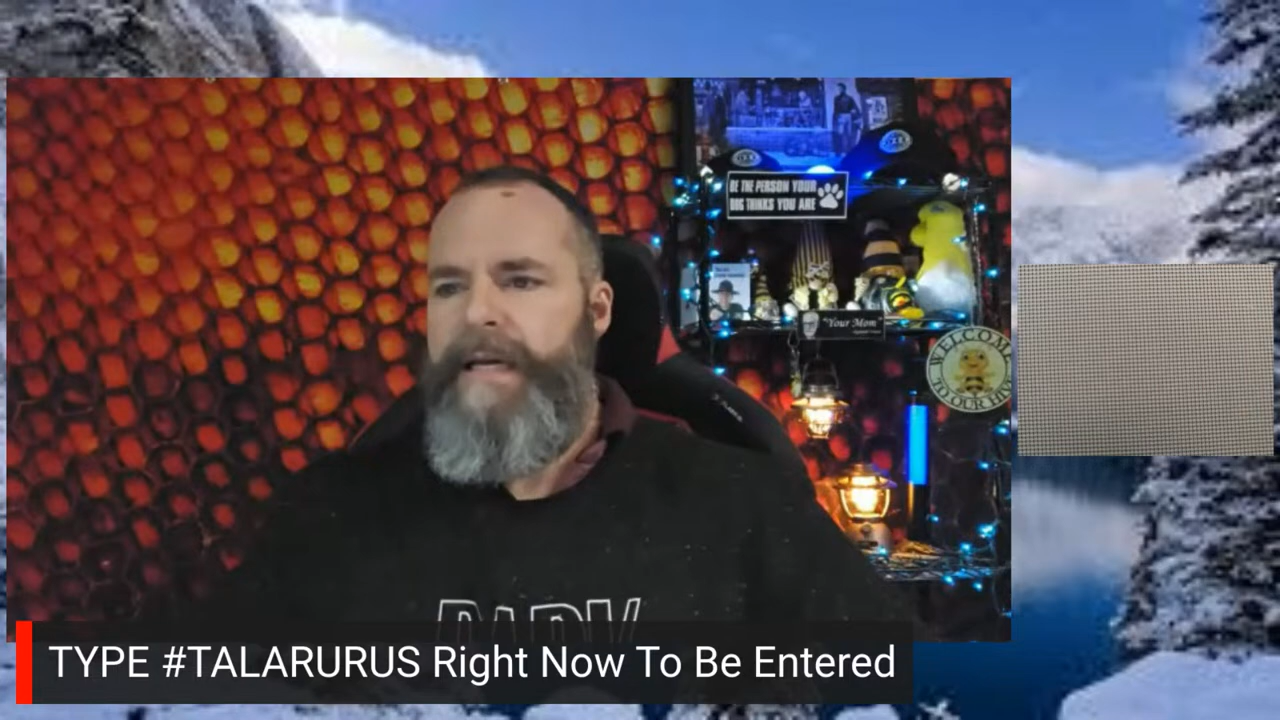 BE THE PERSON YOUR
DOG THINKS YOU ARE
"Your Mom"
WELCOME
TO OUR HIVE
TYPE #TALARURUS Right Now To Be Entered